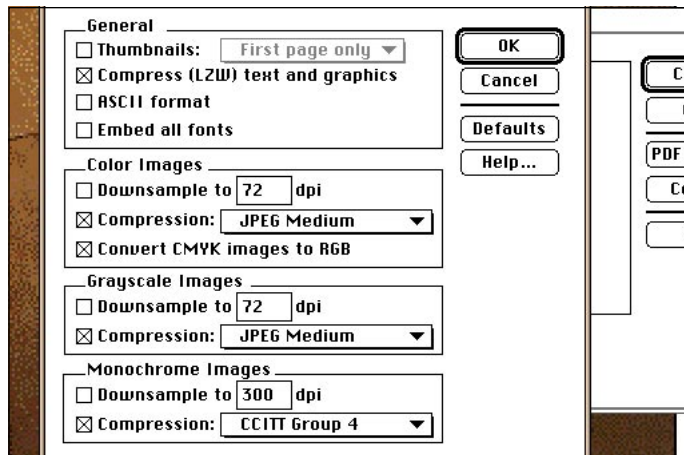 General
Thumbnails: First page only
Compress (LZW) text and graphics
ASCII format
Embed all fonts
Color Images
Downsample to 72 dpi
Compression: JPEG Medium
Convert CMYK images to RGB
Grayscale Images
Downsample to 72 dpi
Compression: JPEG Medium
Monochrome Images
Downsample to 300 dpi
Compression: CCITT Group 4
OK
Cancel
Defaults
Help...
PDF